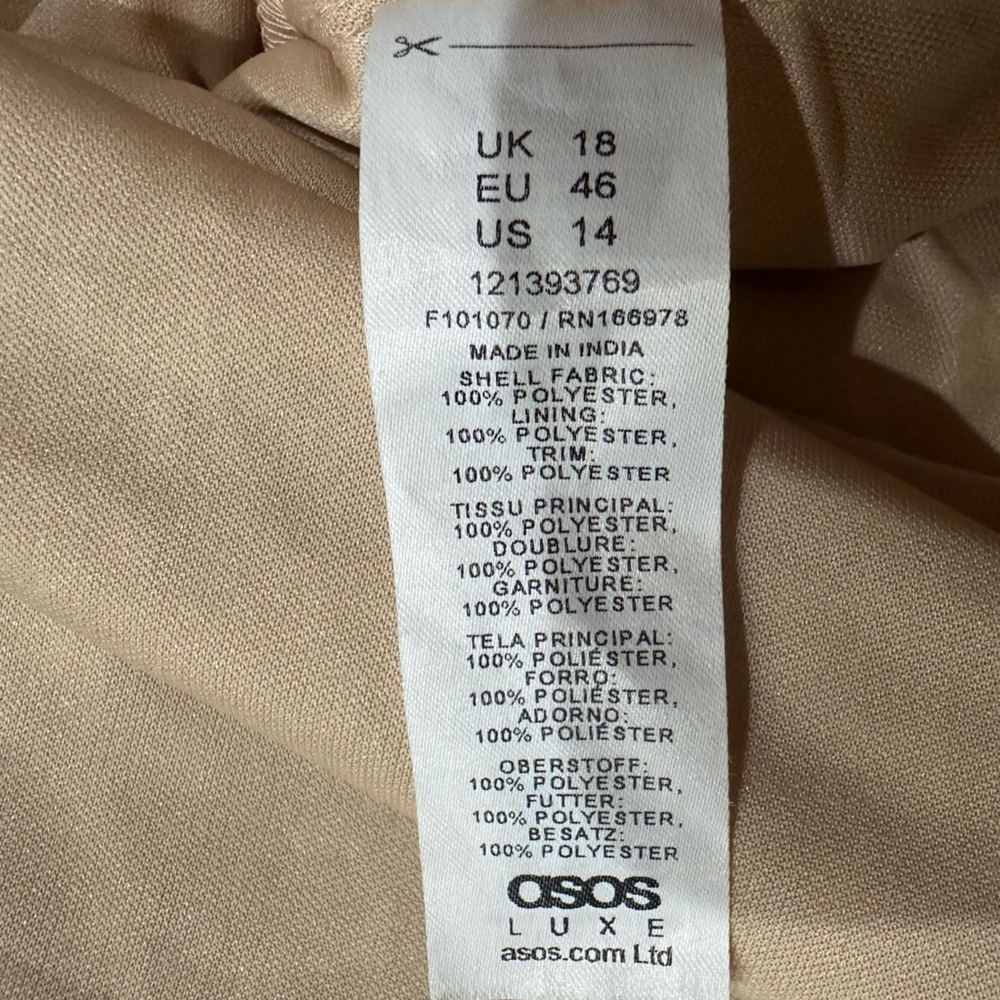 UK 18
EU 46
US 14
121393769
F101070 / RN166978
MADE IN INDIA
SHELL FABRIC:
100% POLYESTER,
LINING:
100% POLYESTER,
TRIM:
100% POLYESTER
TISSU PRINCIPAL:
100% POLYESTER,
DOUBLURE:
100% POLYESTER,
GARNITURE:
100% POLYESTER
TELA PRINCIPAL:
100% POLIÉSTER,
FORRO:
100% POLIÉSTER,
ADORNO:
100% POLIÉSTER
OBERSTOFF:
100% POLYESTER,
FUTTER:
100% POLYESTER,
BESATZ:
100% POLYESTER
asos
LUXE
asos.com Ltd